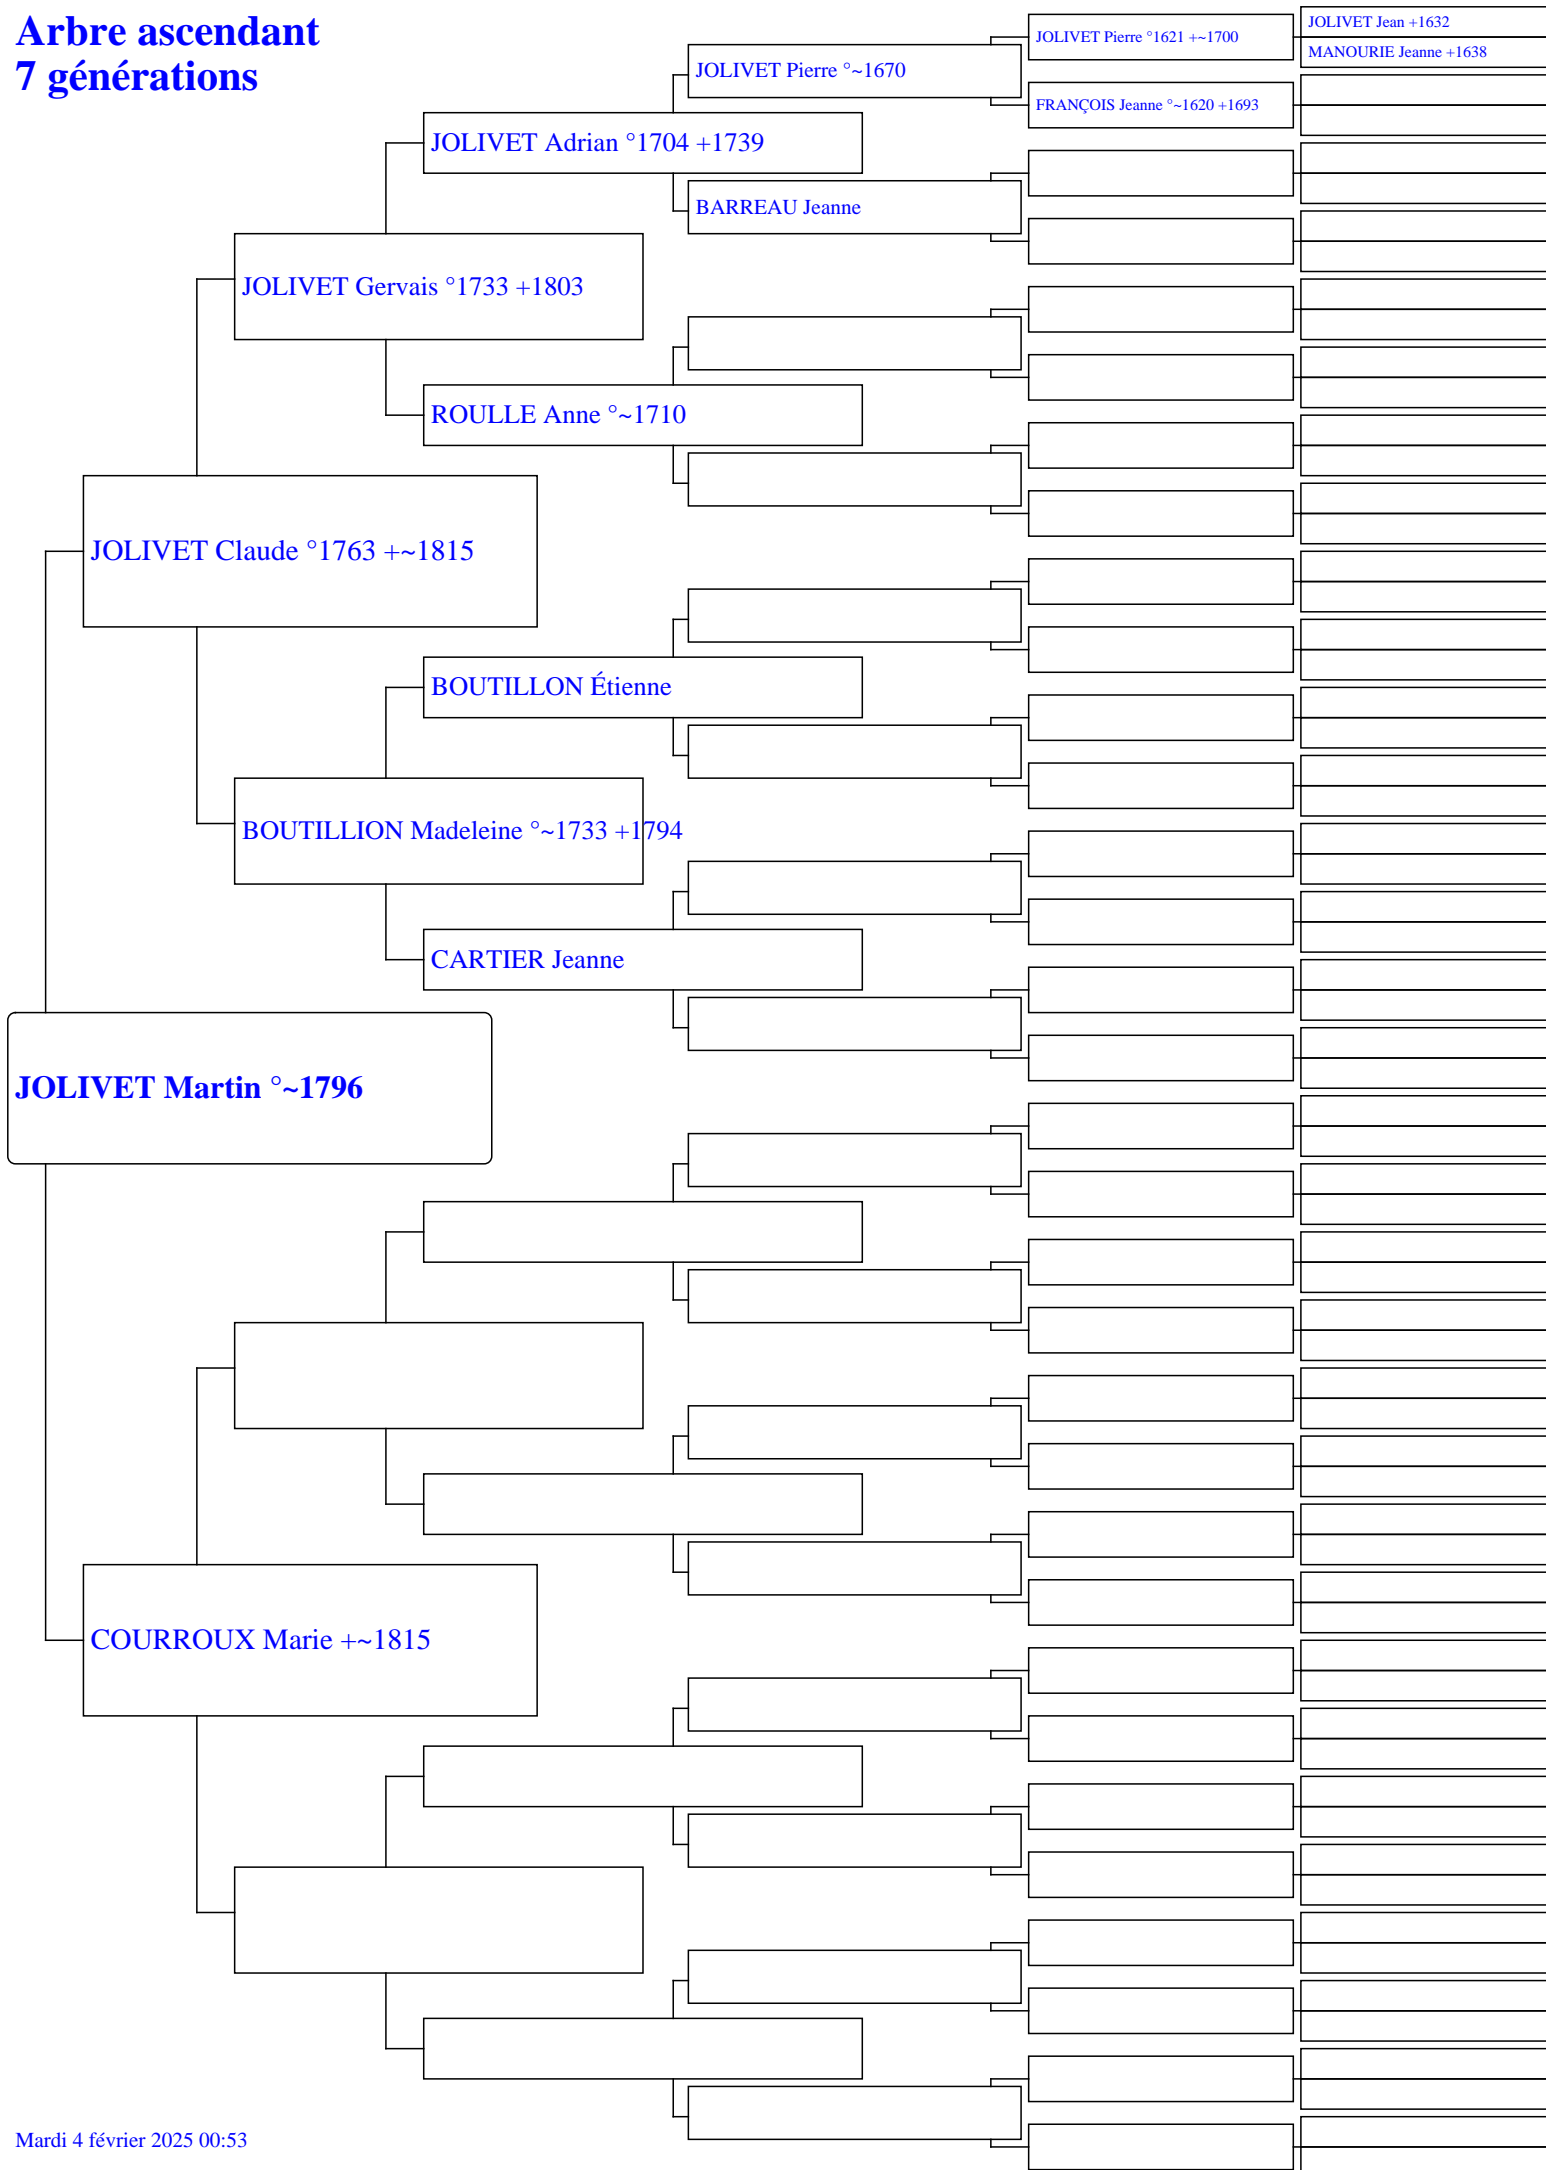 Arbre ascendant
7 générations
JOLIVET Jean +1632
JOLIVET Pierre °1621 +~1700
MANOURIE Jeanne +1638
JOLIVET Pierre °~1670
FRANÇOIS Jeanne °~1620 +1693
JOLIVET Adrian °1704 +1739
BARREAU Jeanne
JOLIVET Gervais °1733 +1803
ROULLE Anne °~1710
JOLIVET Claude °1763 +~1815
BOUTILLON Étienne
BOUTILLION Madeleine °~1733 +1794
CARTIER Jeanne
JOLIVET Martin °~1796
COURROUX Marie +~1815
Mardi 4 février 2025 00:53